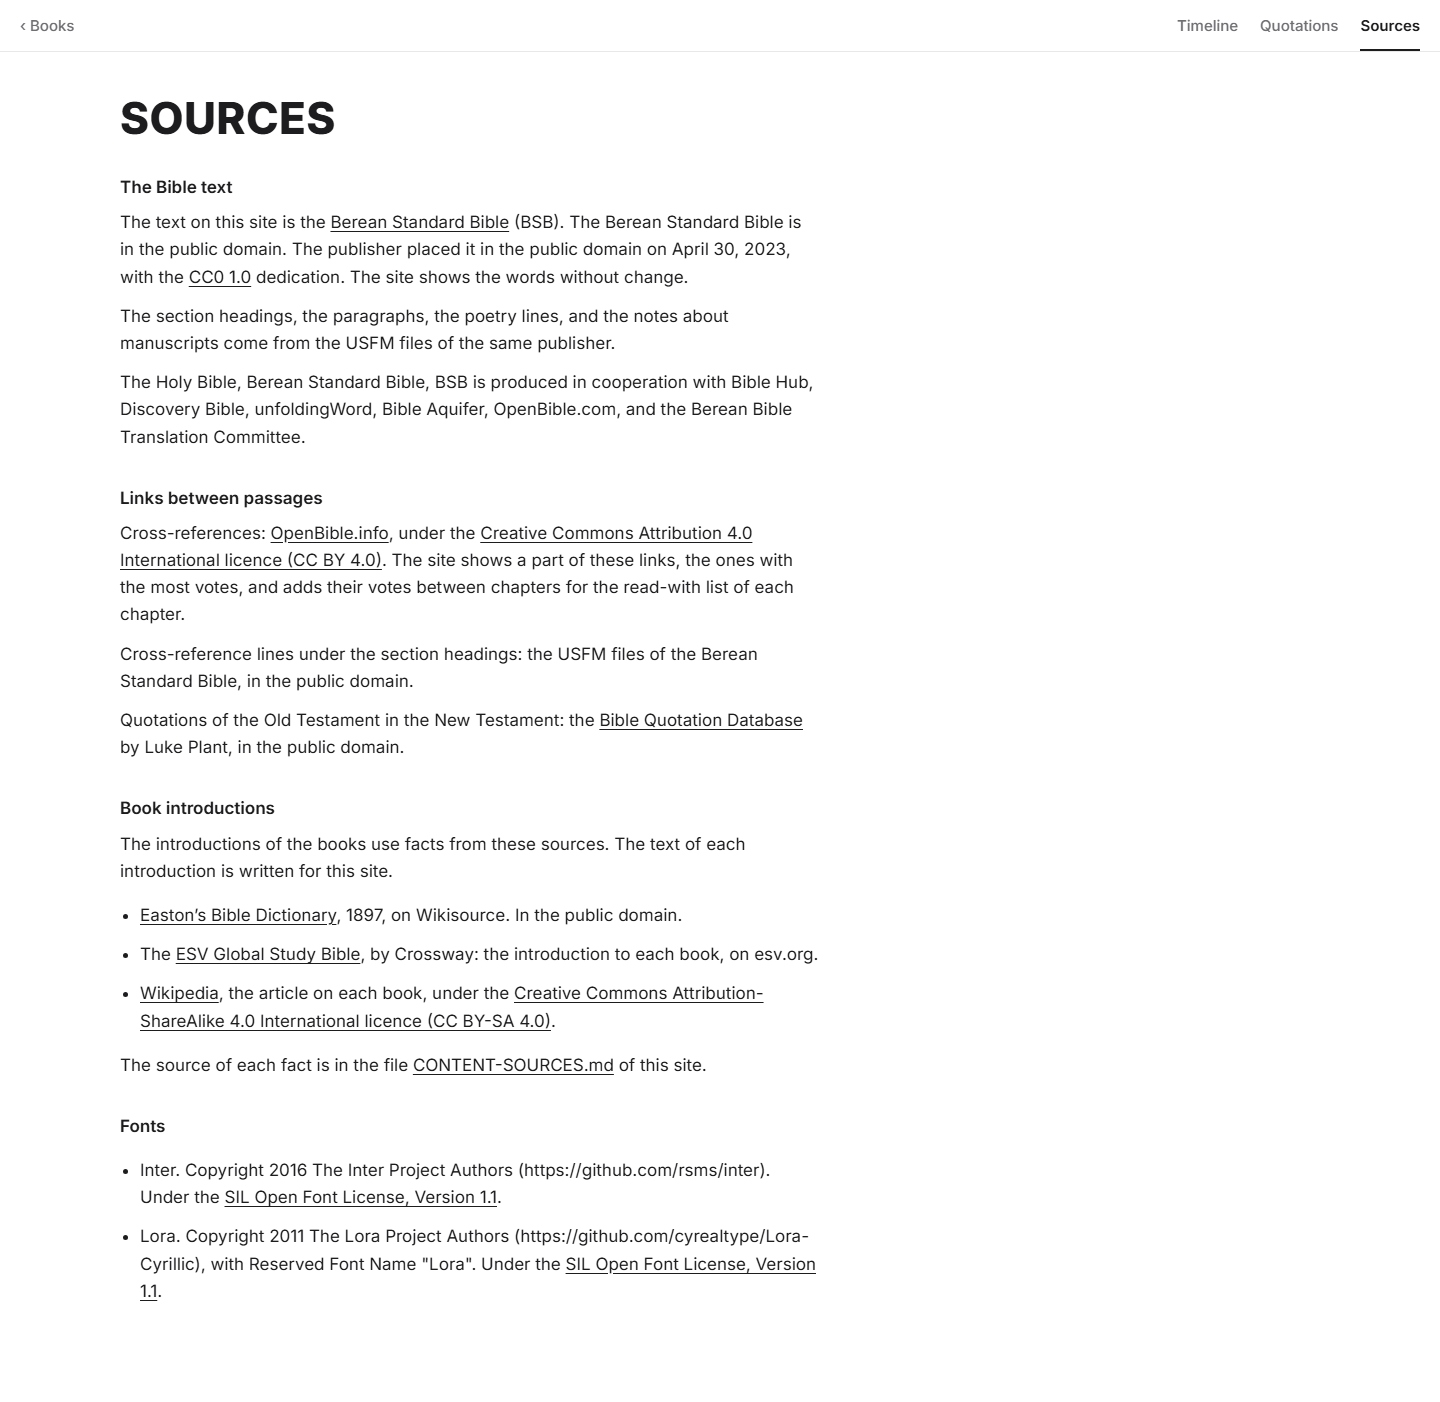 ‹ Books
Timeline
Quotations
Sources
SOURCES
The Bible text
The text on this site is the Berean Standard Bible (BSB). The Berean Standard Bible is
in the public domain. The publisher placed it in the public domain on April 30, 2023,
with the CC0 1.0 dedication. The site shows the words without change.
The section headings, the paragraphs, the poetry lines, and the notes about
manuscripts come from the USFM files of the same publisher.
The Holy Bible, Berean Standard Bible, BSB is produced in cooperation with Bible Hub,
Discovery Bible, unfoldingWord, Bible Aquifer, OpenBible.com, and the Berean Bible
Translation Committee.
Links between passages
Cross-references: OpenBible.info, under the Creative Commons Attribution 4.0
International licence (CC BY 4.0). The site shows a part of these links, the ones with
the most votes, and adds their votes between chapters for the read-with list of each
chapter.
Cross-reference lines under the section headings: the USFM files of the Berean
Standard Bible, in the public domain.
Quotations of the Old Testament in the New Testament: the Bible Quotation Database
by Luke Plant, in the public domain.
Book introductions
The introductions of the books use facts from these sources. The text of each
introduction is written for this site.
• Easton’s Bible Dictionary, 1897, on Wikisource. In the public domain.
• The ESV Global Study Bible, by Crossway: the introduction to each book, on esv.org.
• Wikipedia, the article on each book, under the Creative Commons Attribution-
ShareAlike 4.0 International licence (CC BY-SA 4.0).
The source of each fact is in the file CONTENT-SOURCES.md of this site.
Fonts
• Inter. Copyright 2016 The Inter Project Authors (https://github.com/rsms/inter).
Under the SIL Open Font License, Version 1.1.
• Lora. Copyright 2011 The Lora Project Authors (https://github.com/cyrealtype/Lora-
Cyrillic), with Reserved Font Name "Lora". Under the SIL Open Font License, Version
1.1.